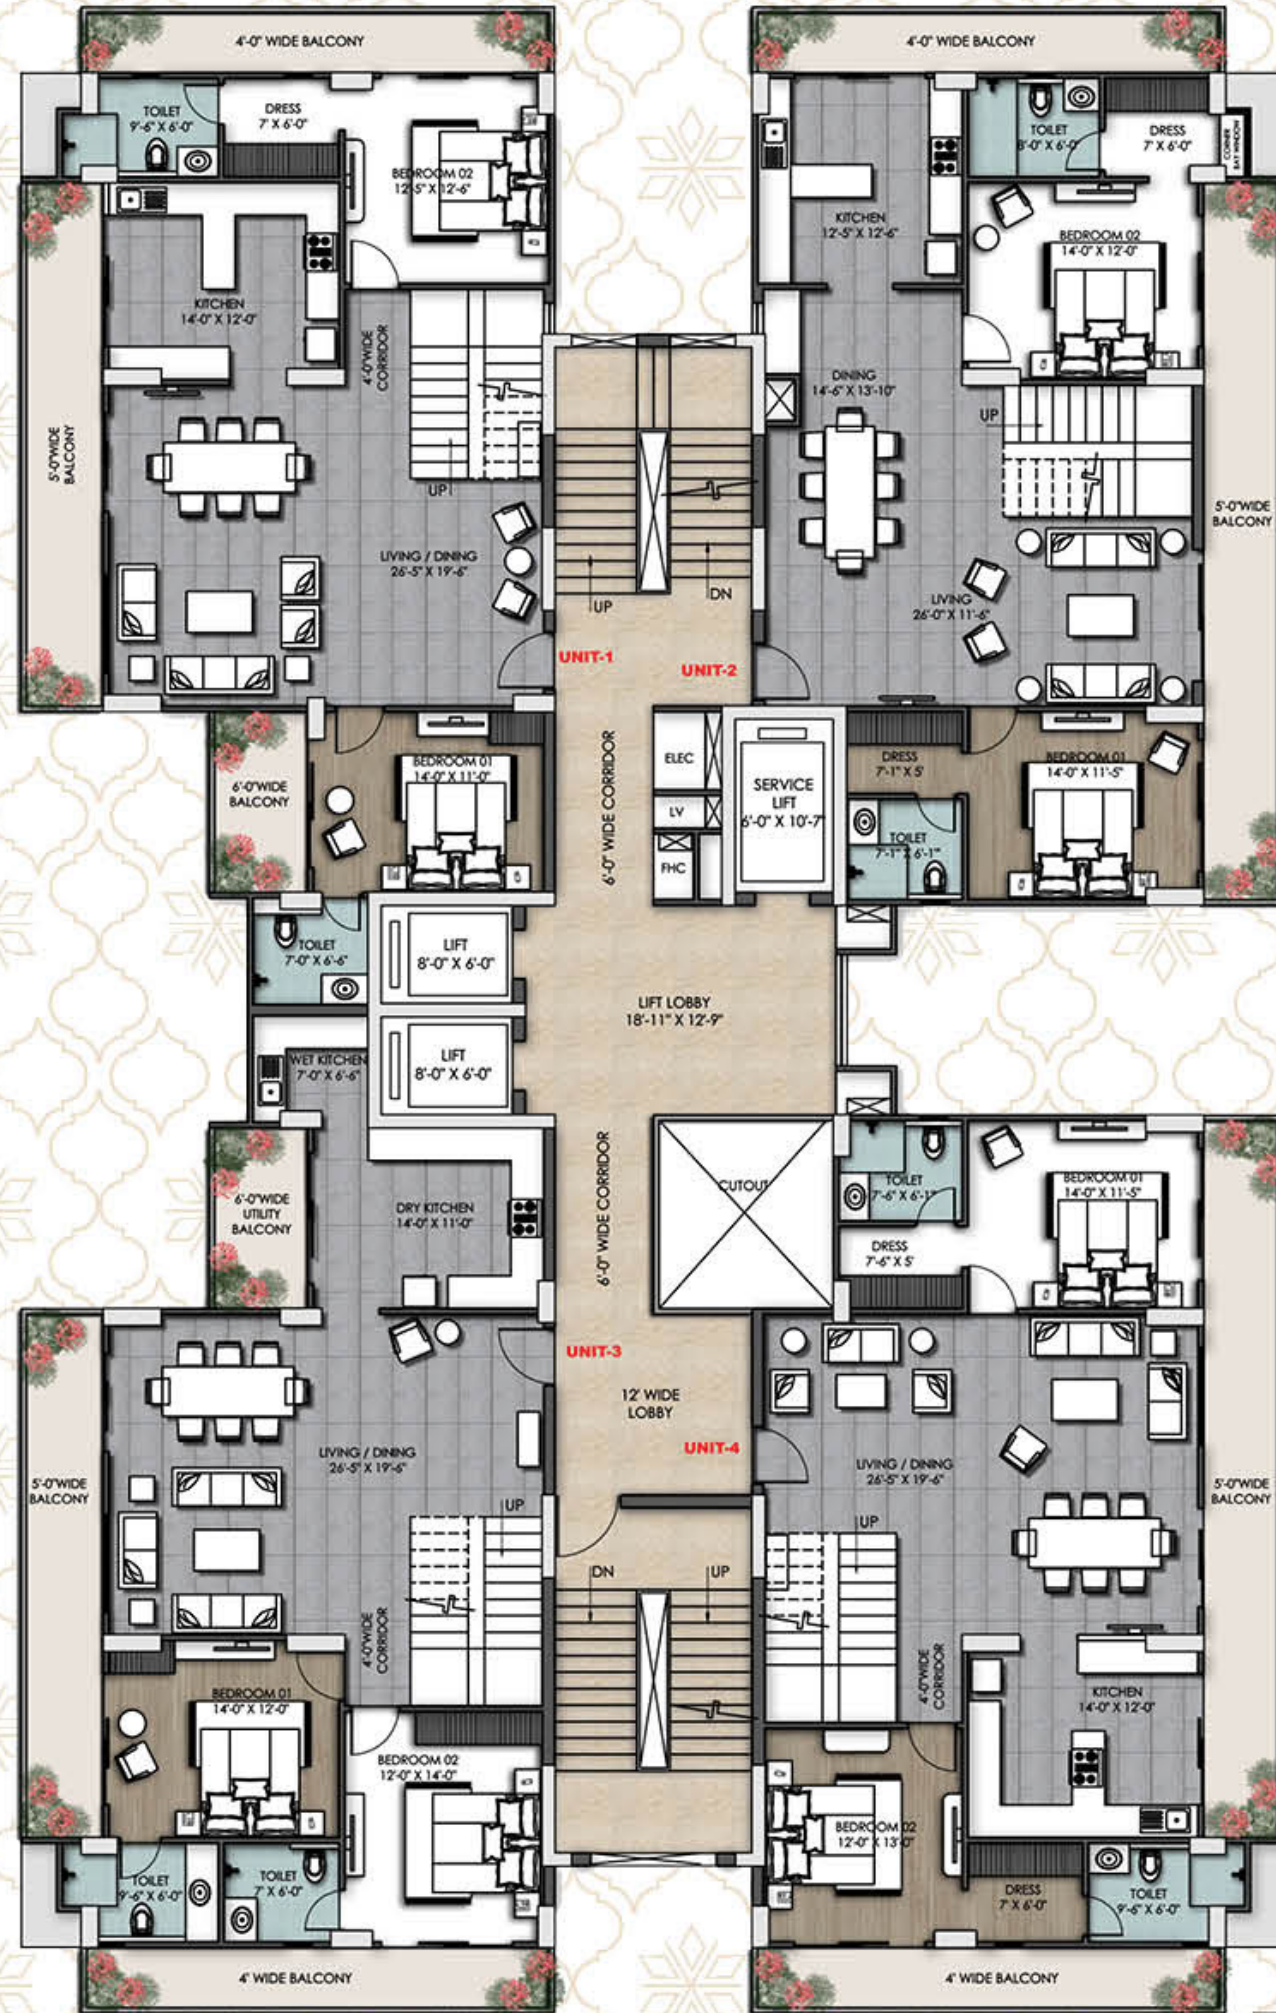 4'-0" WIDE BALCONY
4'-0" WIDE BALCONY
TOILET
9'-6" X 6'-0"
DRESS
7' X 6'-0"
BEDROOM 02
12'-5" X 12'-6"
KITCHEN
14'-0" X 12'-0"
4'-0"WIDE
CORRIDOR
5'-0"WIDE
BALCONY
UP
LIVING / DINING
26'-5" X 19'-6"
UP
DN
UNIT-1
UNIT-2
TOILET
8'-0" X 6'-0"
DRESS
7' X 6'-0"
CORNER
BAY WINDOW
KITCHEN
12'-5" X 12'-6"
BEDROOM 02
14'-0" X 12'-0"
DINING
14'-6" X 13'-10"
UP
5'-0"WIDE
BALCONY
LIVING
26'-0" X 11'-6"
6'-0"WIDE
BALCONY
BEDROOM 01
14'-0" X 11'-0"
6'-0" WIDE CORRIDOR
ELEC
LV
FHC
SERVICE
LIFT
6'-0" X 10'-7"
DRESS
7'-1" X 5'
BEDROOM 01
14'-0" X 11'-5"
TOILET
7'-1" X 6'-1"
TOILET
7'-0" X 6'-6"
LIFT
8'-0" X 6'-0"
LIFT LOBBY
18'-11" X 12'-9"
WET KITCHEN
7'-0" X 6'-6"
LIFT
8'-0" X 6'-0"
6'-0"WIDE
UTILITY
BALCONY
DRY KITCHEN
14'-0" X 11'-0"
6'-0" WIDE CORRIDOR
CUTOUT
TOILET
7'-6" X 6'-1"
BEDROOM 01
14'-0" X 11'-5"
DRESS
7'-6" X 5'
UNIT-3
12' WIDE
LOBBY
UNIT-4
LIVING / DINING
26'-5" X 19'-6"
5'-0"WIDE
BALCONY
UP
4'-0"WIDE
CORRIDOR
DN
UP
LIVING / DINING
26'-5" X 19'-6"
5'-0"WIDE
BALCONY
UP
4'-0"WIDE
CORRIDOR
KITCHEN
14'-0" X 12'-0"
BEDROOM 01
14'-0" X 12'-0"
BEDROOM 02
12'-0" X 14'-0"
TOILET
9'-6" X 6'-0"
TOILET
7' X 6'-0"
BEDROOM 02
12'-0" X 13'-0"
DRESS
7' X 6'-0"
TOILET
9'-6" X 6'-0"
4' WIDE BALCONY
4' WIDE BALCONY